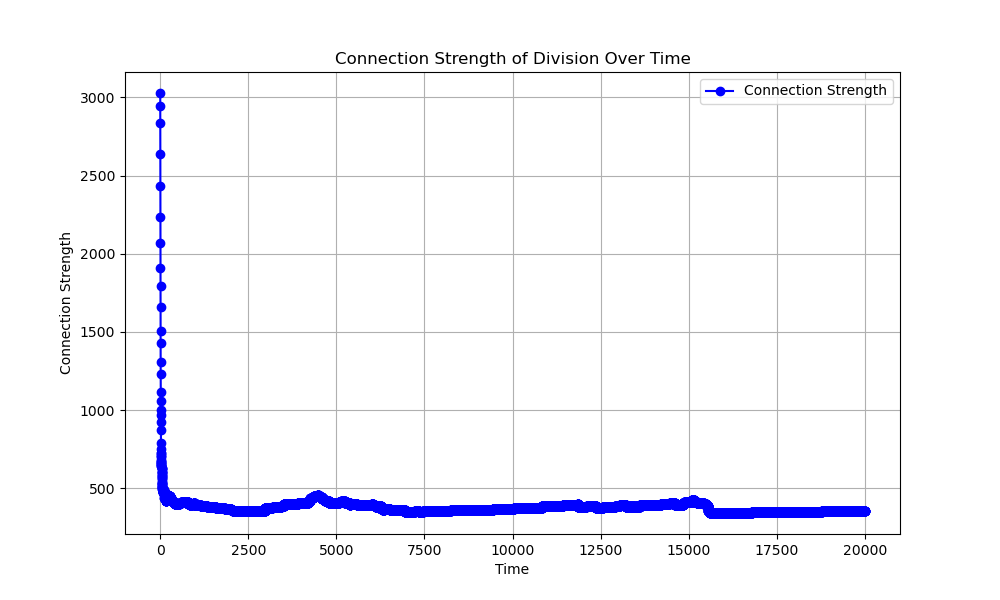 Connection Strength of Division Over Time
Connection Strength
3000
2500
2000
1500
1000
500
Connection Strength
0 2500 5000 7500 10000 12500 15000 17500 20000
Time